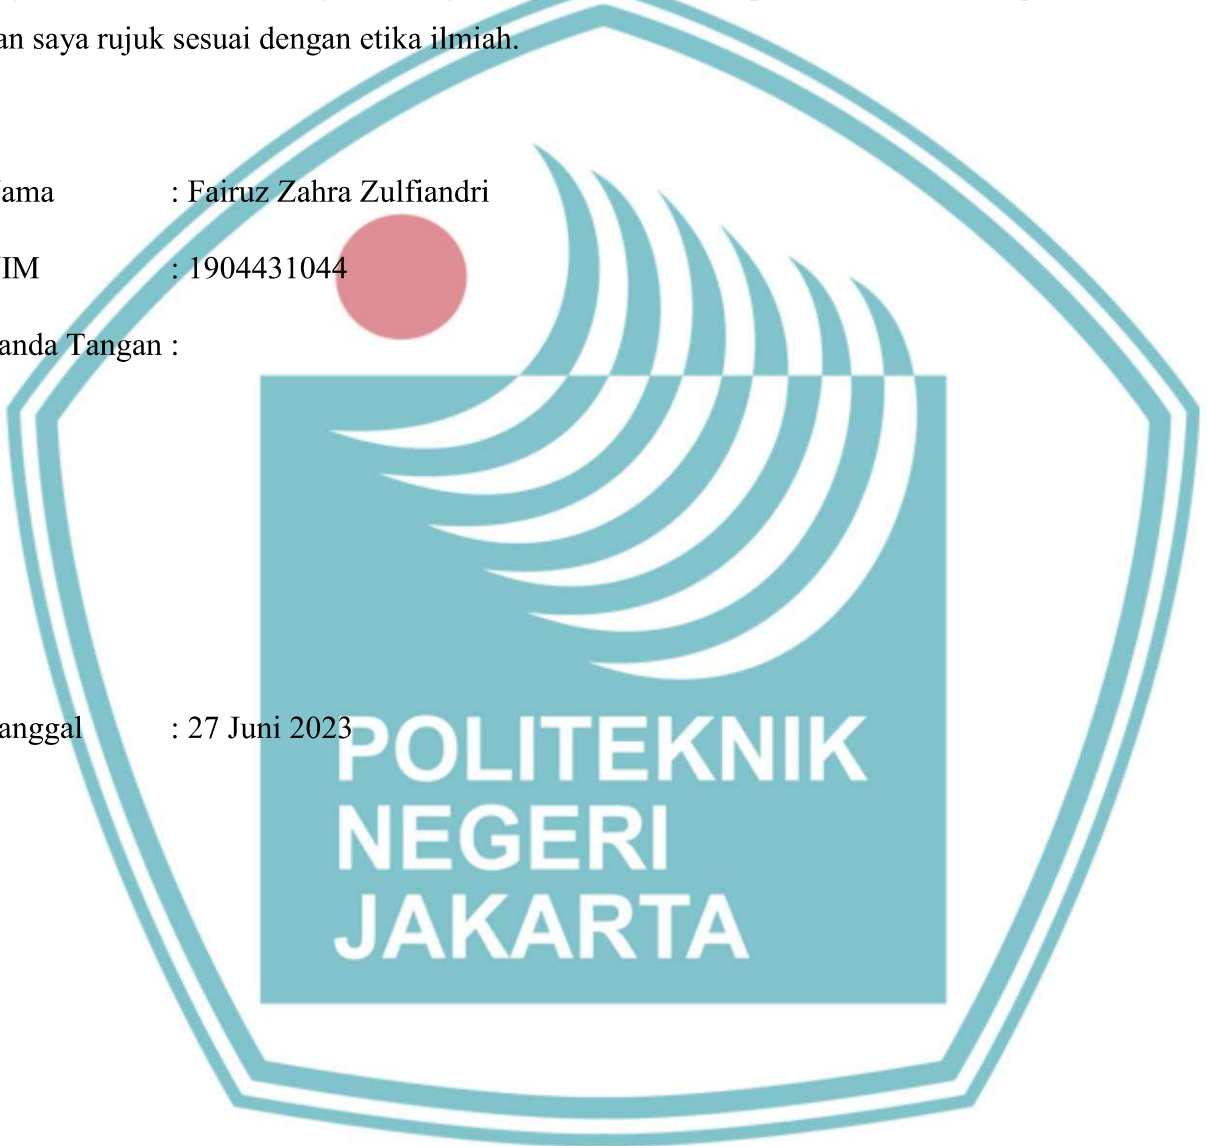 an saya rujuk sesuai dengan etika ilmiah.
ama : Fairuz Zahra Zulfiandri
IM : 1904431044
anda Tangan :
anggal : 27 Juni 2023
POLITEKNIK
NEGERI
JAKARTA